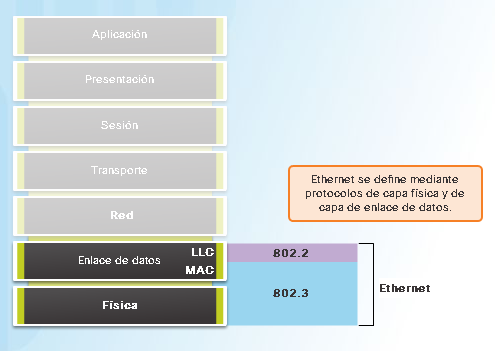 Aplicación
Presentación
Sesión
Transporte
Ethernet se define mediante
protocolos de capa física y de
capa de enlace de datos.
Red
Enlace de datos
LLC
MAC
802.2
802.3
Ethernet
Física